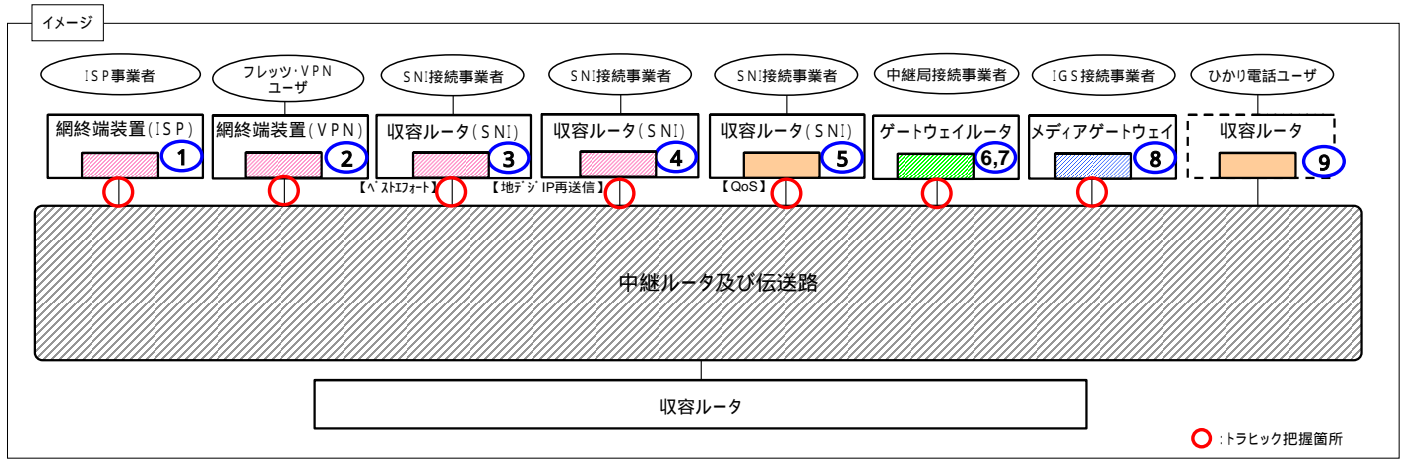 イメージ
ISP事業者
フレッツ・VPN
ユーザ
SNI接続事業者
SNI接続事業者
SNI接続事業者
中継局接続事業者
IGS接続事業者
ひかり電話ユーザ
網終端装置(ISP)
網終端装置(VPN)
収容ルータ(SNI)
収容ルータ(SNI)
収容ルータ(SNI)
ゲートウェイルータ
メディアゲートウェイ
収容ルータ
1
2
3
4
5
6,7
8
9
【ベストエフォート】
【地デジIP再送信】
【QoS】
中継ルータ及び伝送路
収容ルータ
:トラヒック把握箇所